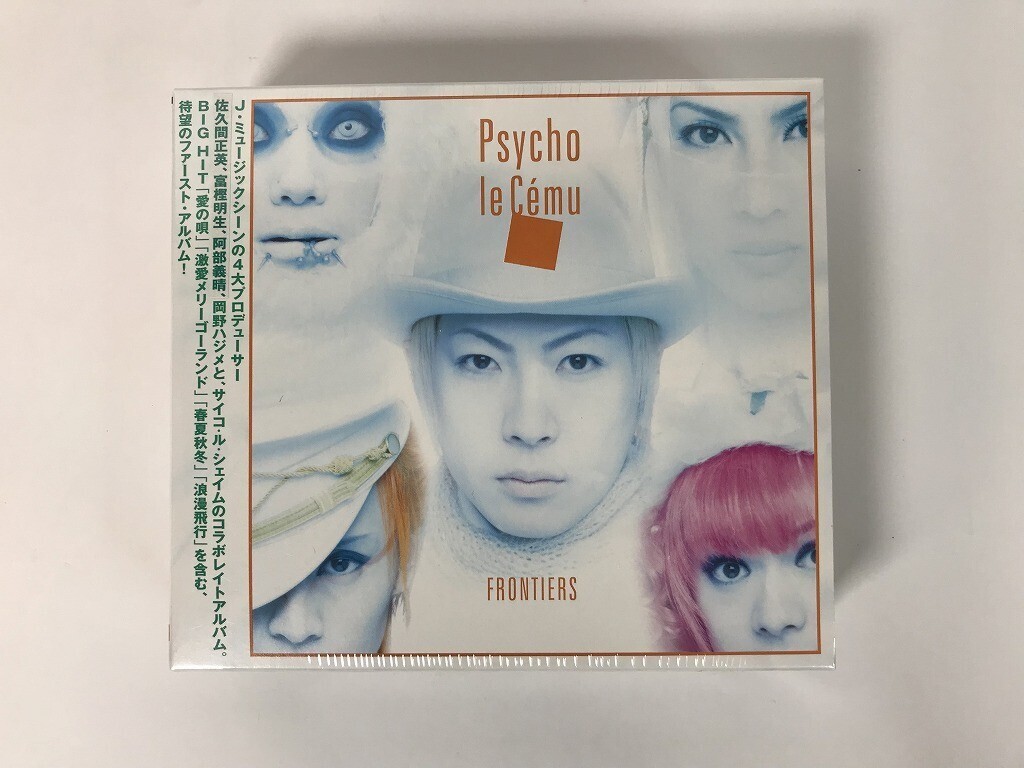 Psycho
le Cému
FRONTIERS
J・ミュージックシーンの4大プロデューサー
佐久間正英、富樫明生、阿部義晴、岡野ハジメと、サイコ・ル・シェイムのコラボレイトアルバム。
BIG HIT「愛の唄」「激愛メリーゴーランド」「春夏秋冬」「浪漫飛行」を含む、
待望のファースト・アルバム!